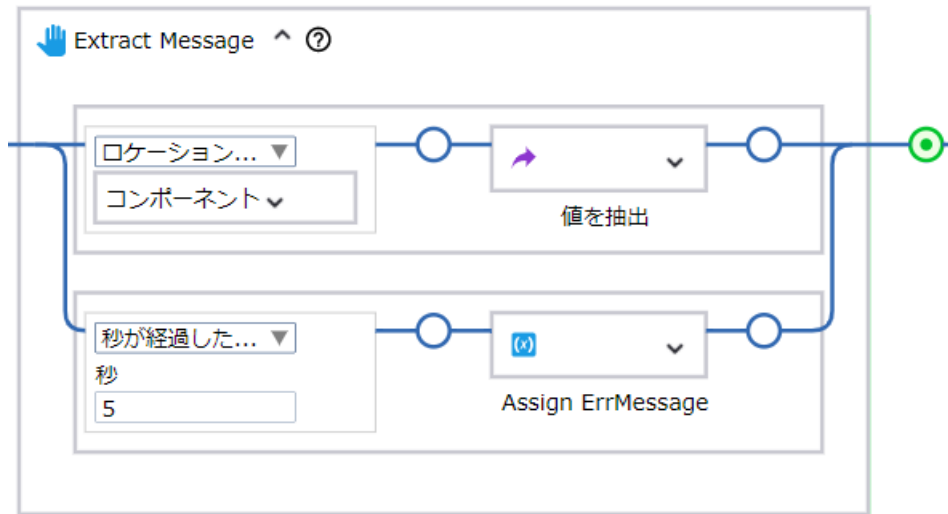 Extract Message
ロケーション...
コンポーネント
値を抽出
秒が経過した...
秒
5
(x)
Assign ErrMessage